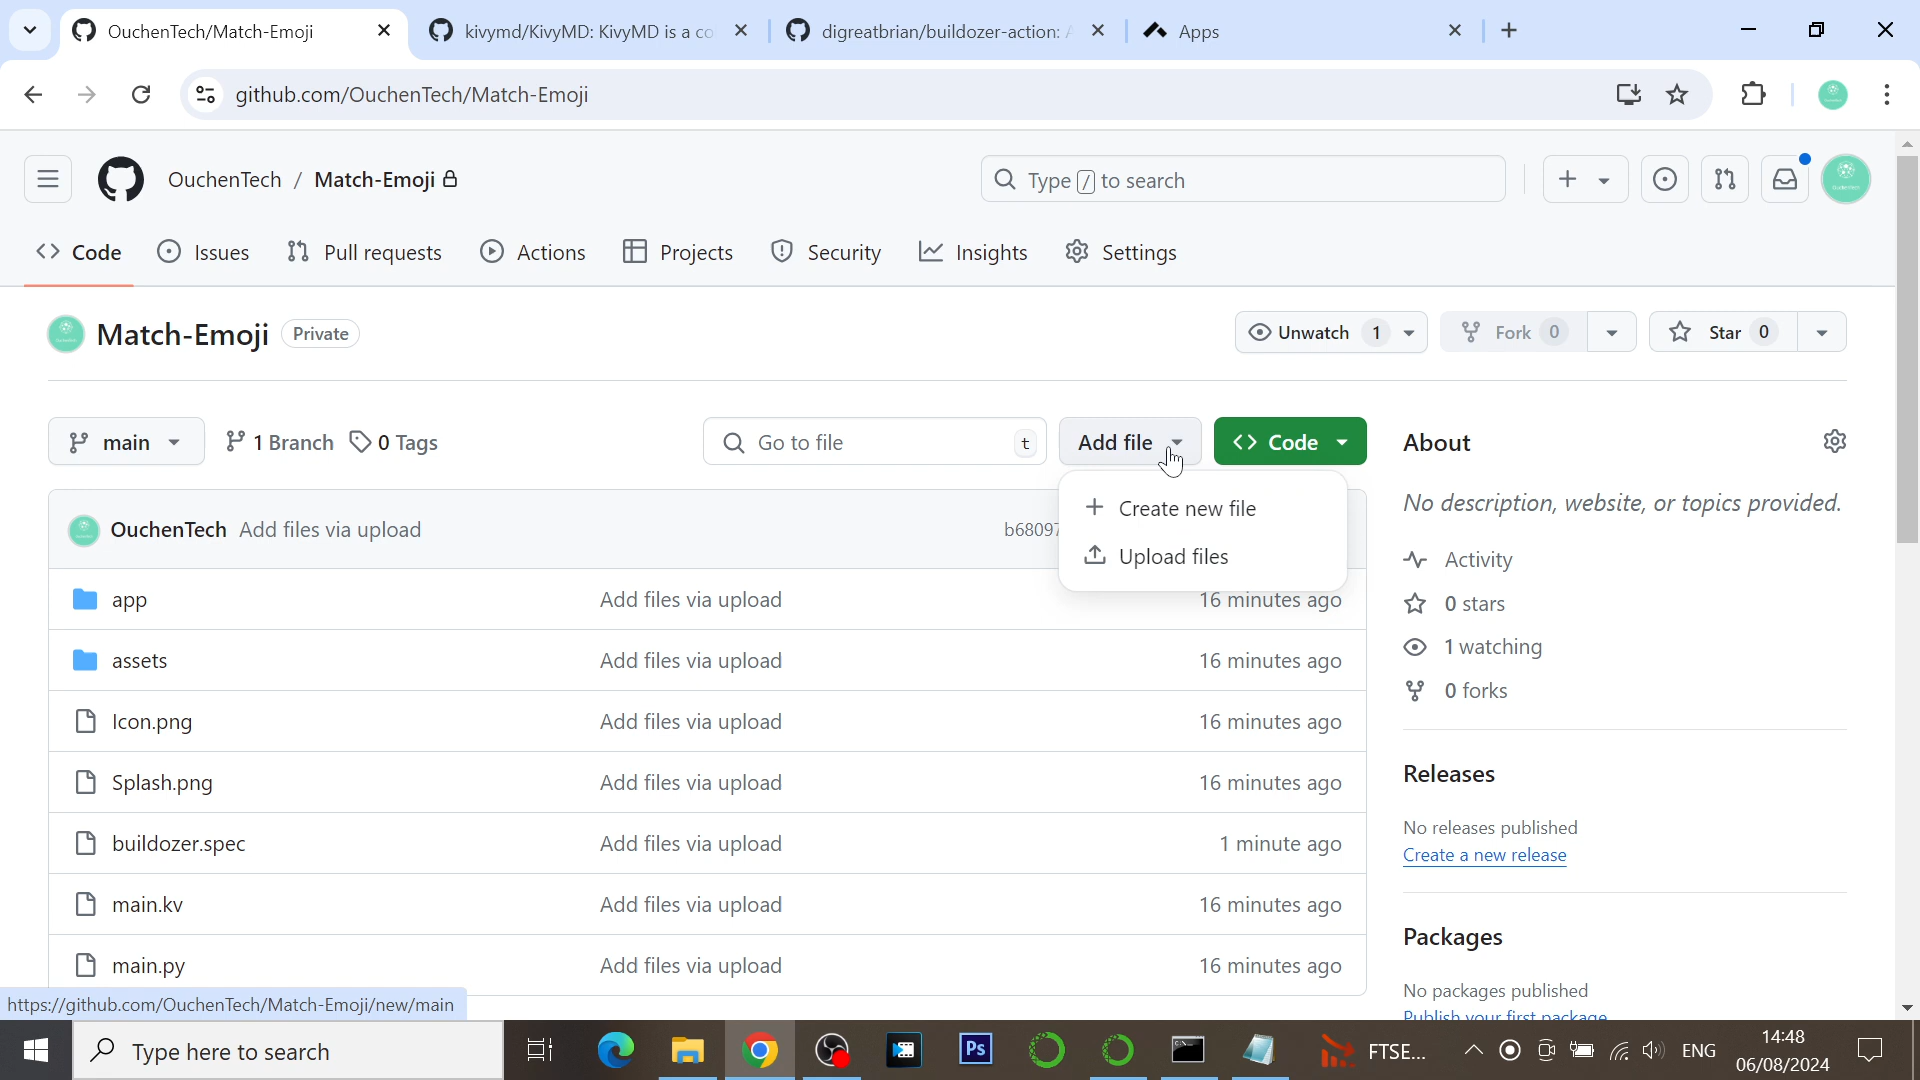 OuchenTech/Match-Emoji
kivymd/KivyMD: KivyMD is a co
digreatbrian/buildozer-action: A
Apps
github.com/OuchenTech/Match-Emoji
OuchenTech / Match-Emoji
Type / to search
Code
Issues
Pull requests
Actions
Projects
Security
Insights
Settings
Match-Emoji Private
Unwatch 1
Fork 0
Star 0
main
1 Branch
0 Tags
Go to file t
Add file
Code
About
Create new file
Upload files
No description, website, or topics provided.
OuchenTech Add files via upload b68097
Activity
app Add files via upload 16 minutes ago
0 stars
assets Add files via upload 16 minutes ago
1 watching
0 forks
Icon.png Add files via upload 16 minutes ago
Releases
Splash.png Add files via upload 16 minutes ago
No releases published
buildozer.spec Add files via upload 1 minute ago
Create a new release
main.kv Add files via upload 16 minutes ago
Packages
main.py Add files via upload 16 minutes ago
No packages published
Publish your first package
https://github.com/OuchenTech/Match-Emoji/new/main
Type here to search
Ps
FTSE...
ENG
14:48
06/08/2024